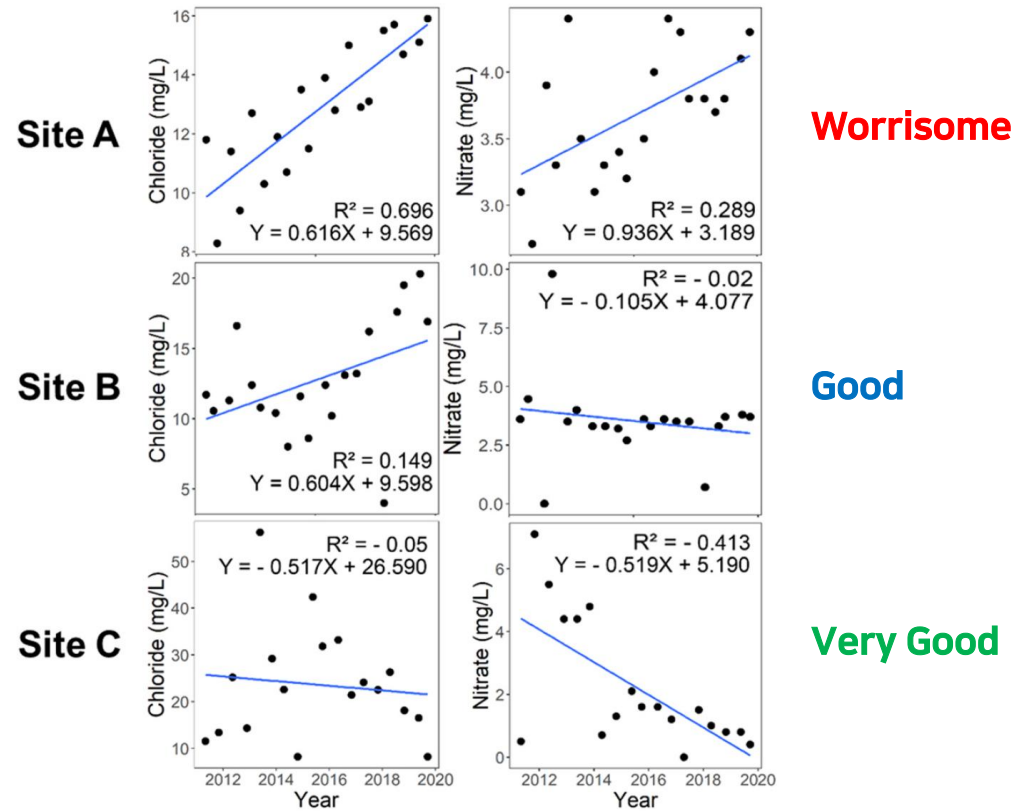 Site A
Chloride (mg/L)
16
14
12
10
8
R² = 0.696
Y = 0.616X + 9.569
Nitrate (mg/L)
4.0
3.5
3.0
R² = 0.289
Y = 0.936X + 3.189
Worrisome
Site B
Chloride (mg/L)
20
15
10
5
R² = 0.149
Y = 0.604X + 9.598
Nitrate (mg/L)
10.0
7.5
5.0
2.5
0.0
R² = - 0.02
Y = - 0.105X + 4.077
Good
Site C
Chloride (mg/L)
50
40
30
20
10
R² = - 0.05
Y = - 0.517X + 26.590
2012 2014 2016 2018 2020
Year
Nitrate (mg/L)
6
4
2
0
R² = - 0.413
Y = - 0.519X + 5.190
2012 2014 2016 2018 2020
Year
Very Good